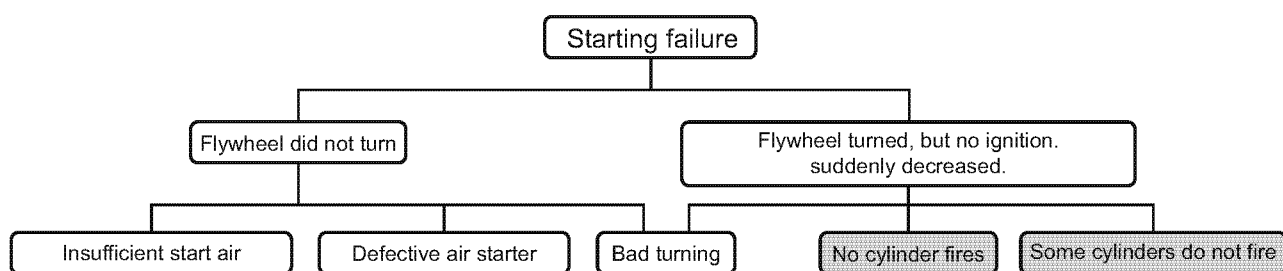 Starting failure
Flywheel did not turn
Flywheel turned, but no ignition.
suddenly decreased.
Insufficient start air
Defective air starter
Bad turning
No cylinder fires
Some cylinders do not fire